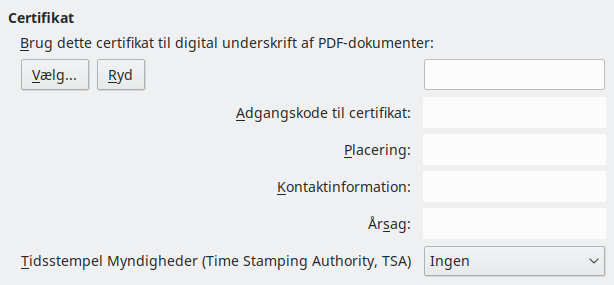 Certifikat
Brug dette certifikat til digital underskrift af PDF-dokumenter:
Vælg... Ryd
Adgangskode til certifikat:
Placering:
Kontaktinformation:
Årsag:
Tidsstempel Myndigheder (Time Stamping Authority, TSA) Ingen